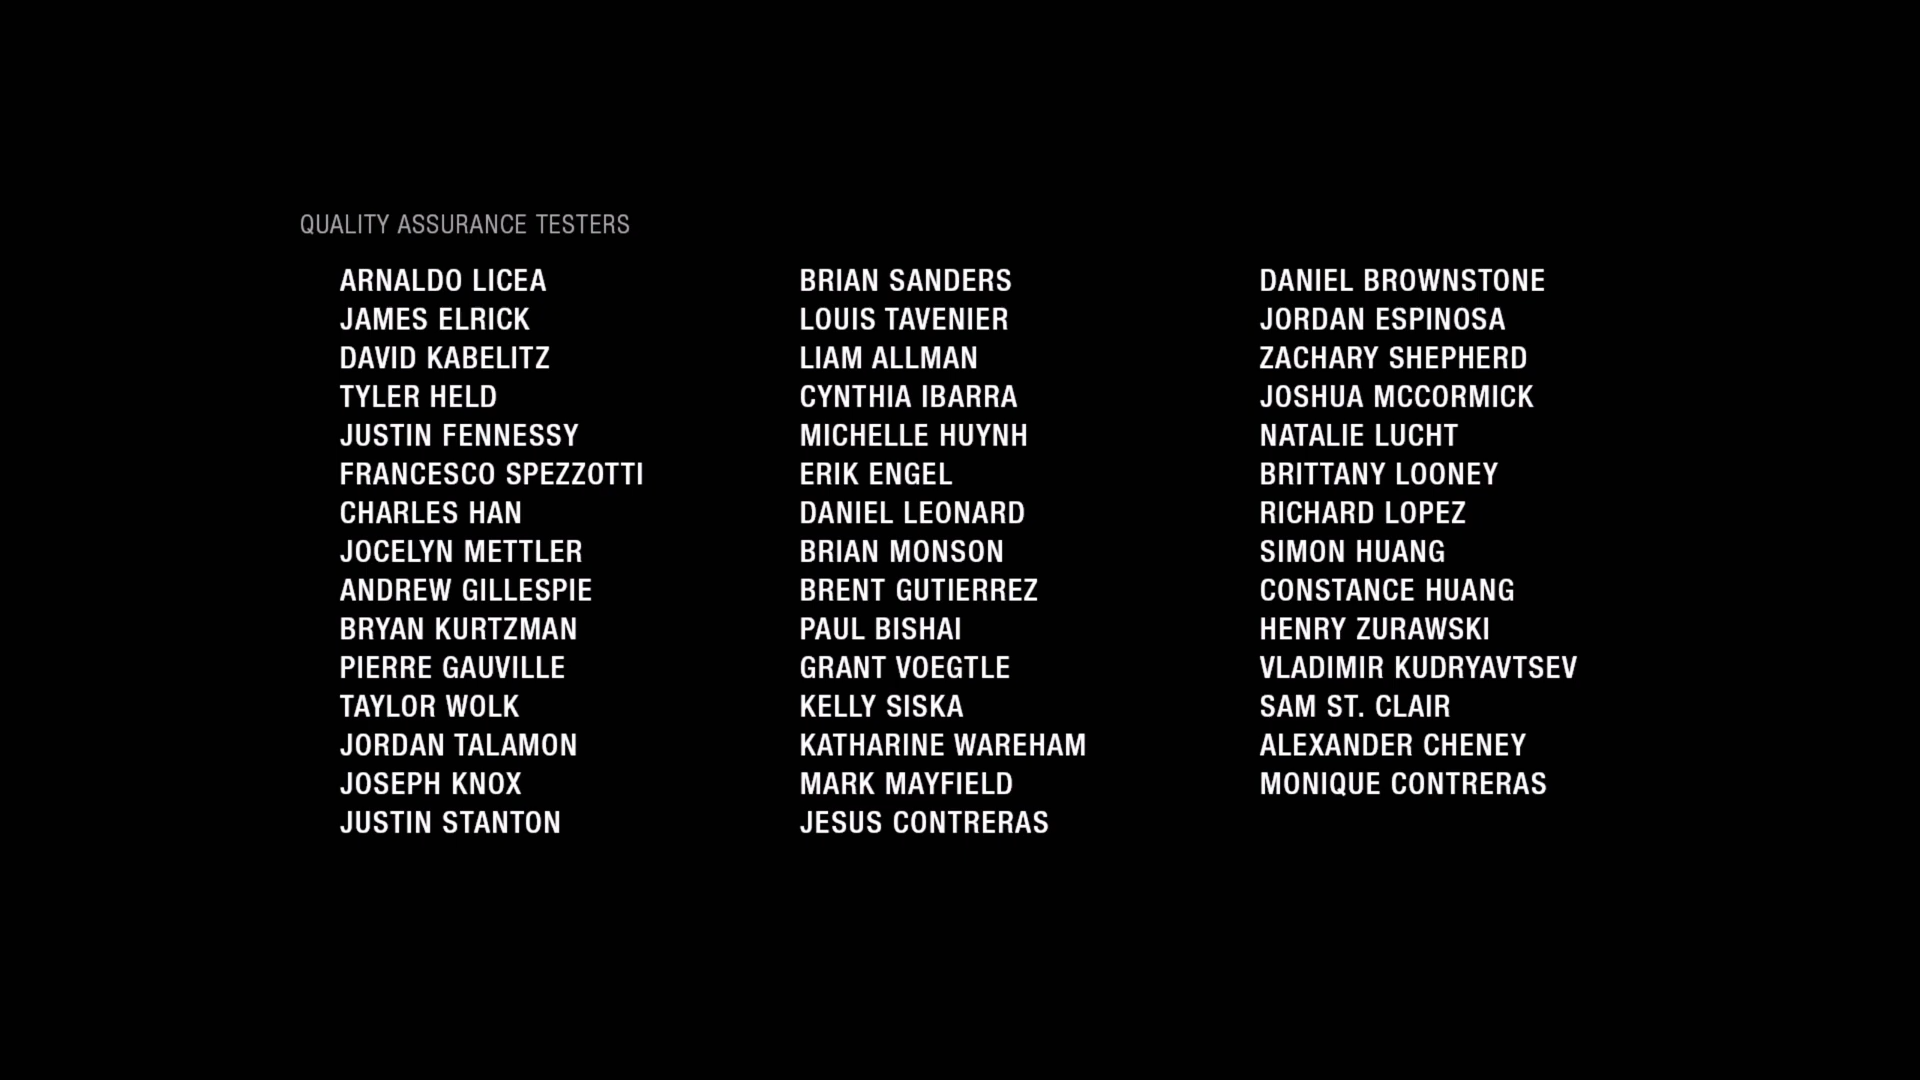 QUALITY ASSURANCE TESTERS
ARNALDO LICEA
JAMES ELRICK
DAVID KABELITZ
TYLER HELD
JUSTIN FENNESSY
FRANCESCO SPEZZOTTI
CHARLES HAN
JOCELYN METTLER
ANDREW GILLESPIE
BRYAN KURTZMAN
PIERRE GAUVILLE
TAYLOR WOLK
JORDAN TALAMON
JOSEPH KNOX
JUSTIN STANTON
BRIAN SANDERS
LOUIS TAVENIER
LIAM ALLMAN
CYNTHIA IBARRA
MICHELLE HUYNH
ERIK ENGEL
DANIEL LEONARD
BRIAN MONSON
BRENT GUTIERREZ
PAUL BISHAI
GRANT VOEGTLE
KELLY SISKA
KATHARINE WAREHAM
MARK MAYFIELD
JESUS CONTRERAS
DANIEL BROWNSTONE
JORDAN ESPINOSA
ZACHARY SHEPHERD
JOSHUA MCCORMICK
NATALIE LUCHT
BRITTANY LOONEY
RICHARD LOPEZ
SIMON HUANG
CONSTANCE HUANG
HENRY ZURAWSKI
VLADIMIR KUDRYAVTSEV
SAM ST. CLAIR
ALEXANDER CHENEY
MONIQUE CONTRERAS